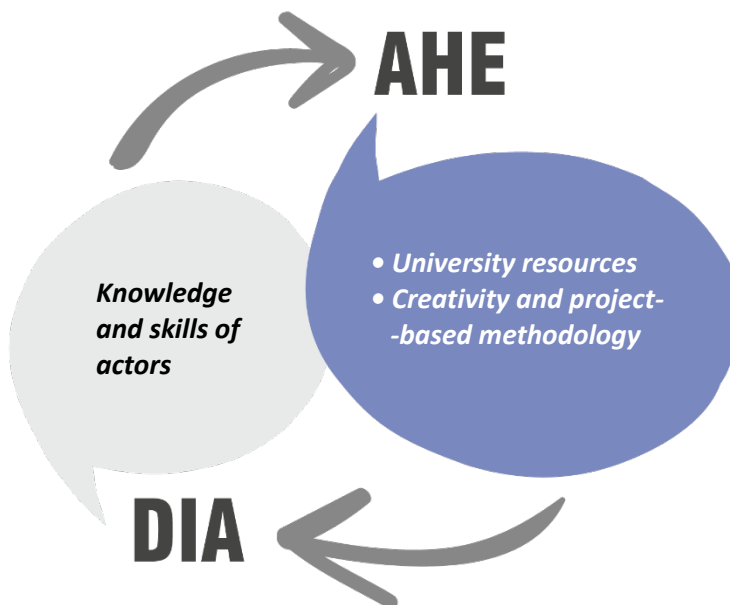 AHE
Knowledge
and skills of
actors
• University resources
• Creativity and project-
-based methodology
DIA